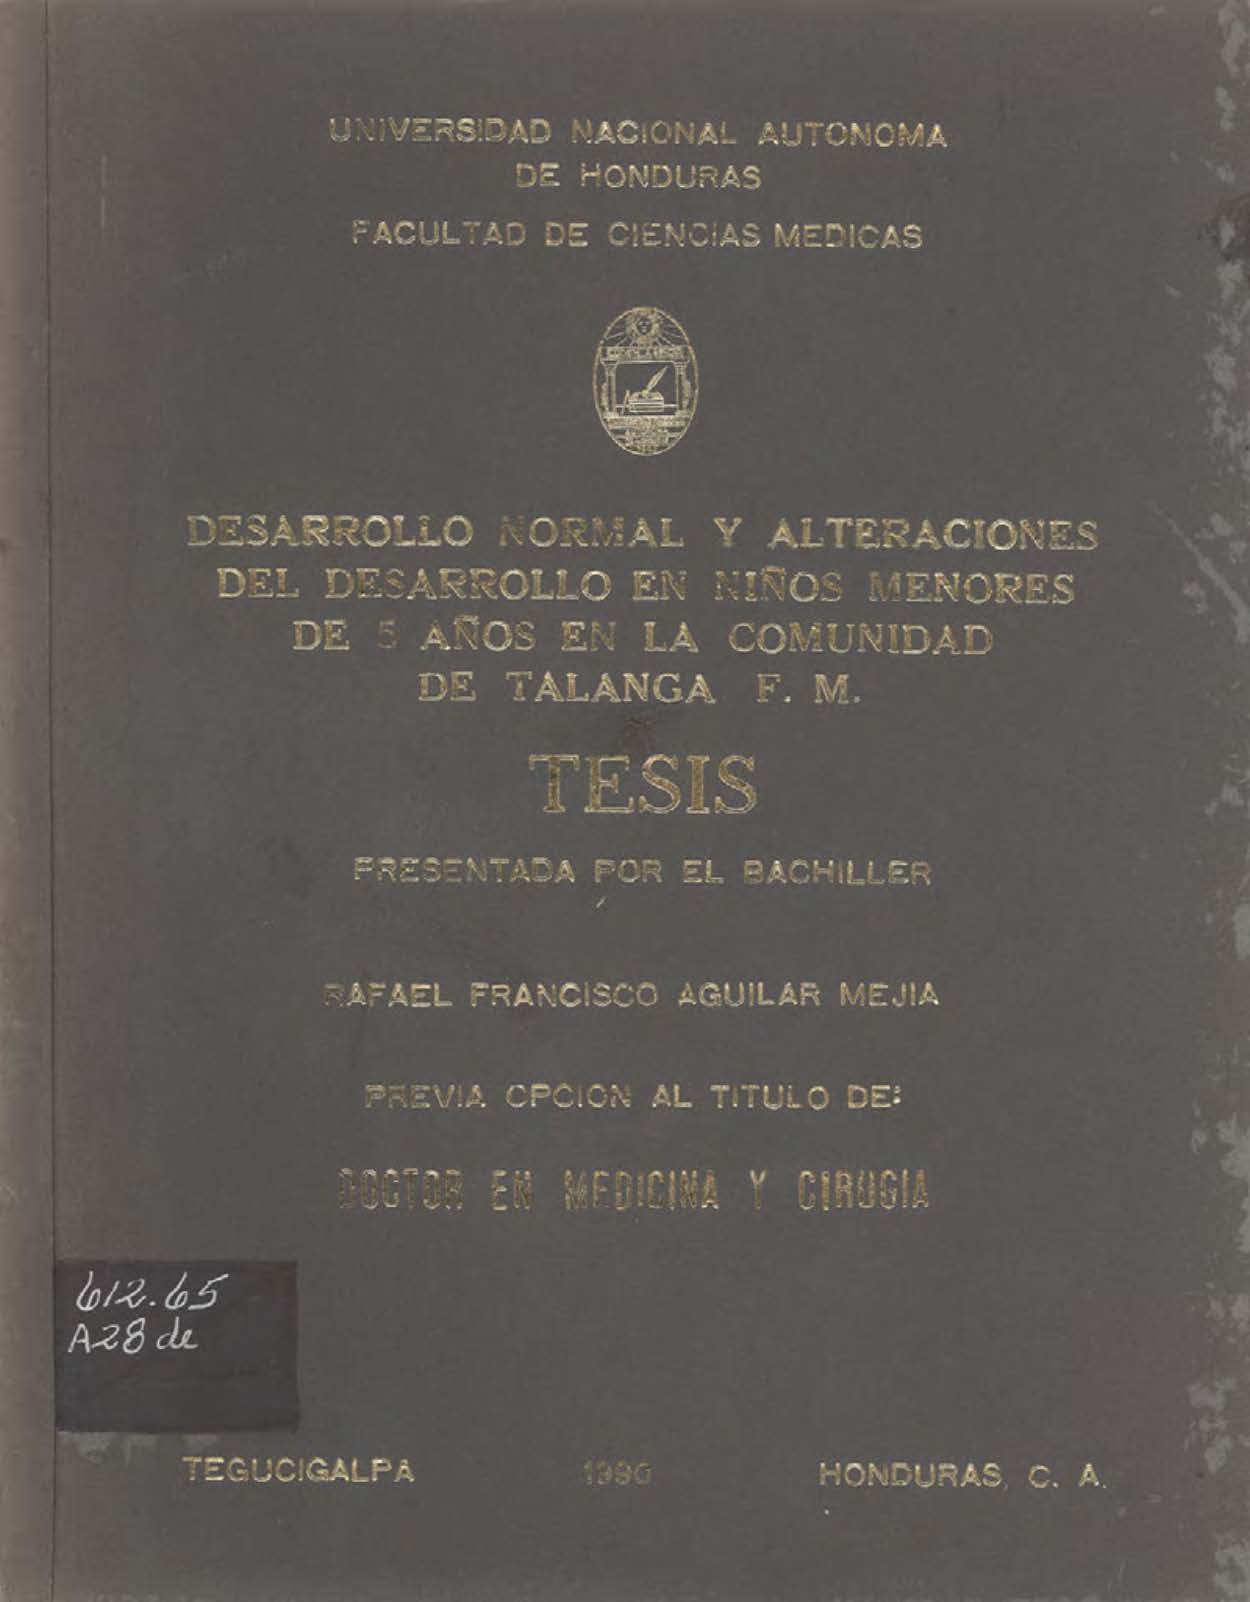 UNIVERSIDAD NACIONAL AUTONOMA
DE HONDURAS
FACULTAD DE CIENCIAS MEDICAS
DESARROLLO NORMAL Y ALTERACIONES
DEL DESARROLLO EN NIÑOS MENORES
DE 5 AÑOS EN LA COMUNIDAD
DE TALANGA F. M.
TESIS
PRESENTADA POR EL BACHILLER
RAFAEL FRANCISCO AGUILAR MEJIA
PREVIA OPCION AL TITULO DE:
DOCTOR EN MEDICINA Y CIRUGIA
612.65
A28 de
TEGUCIGALPA 1990 HONDURAS, C. A.